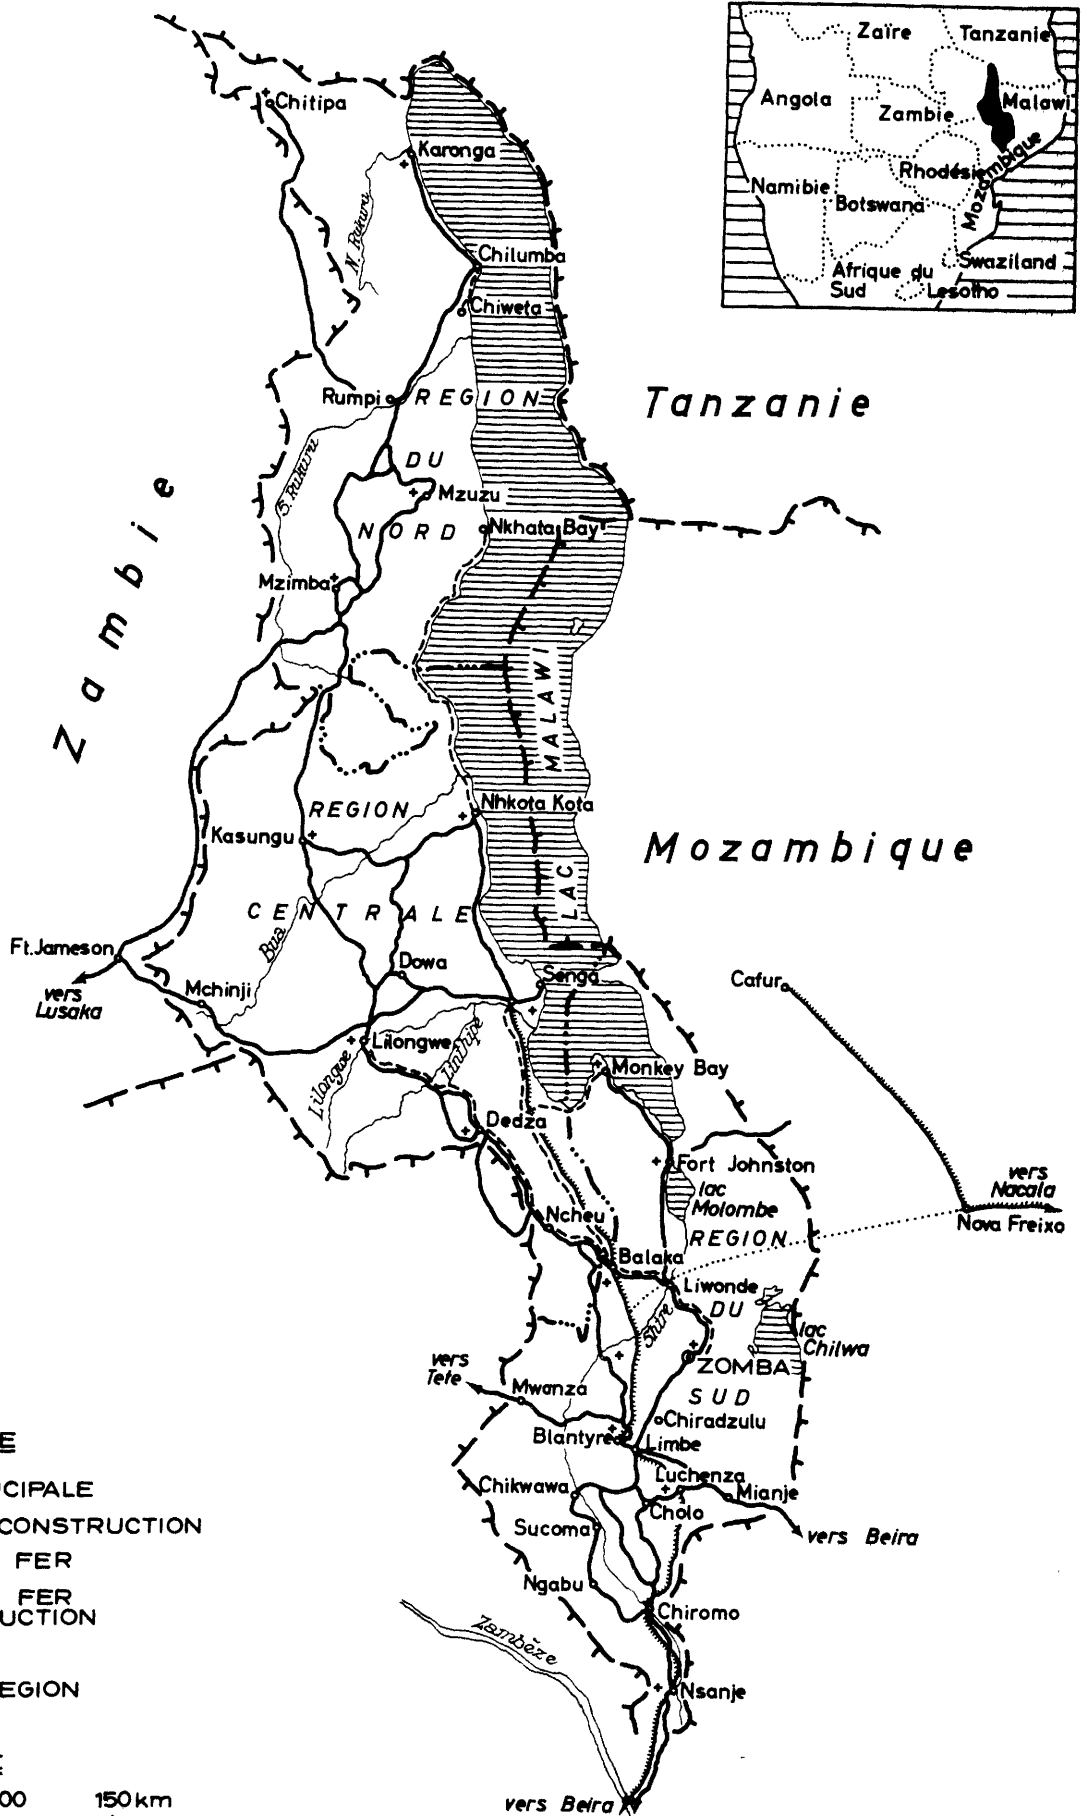 Zaïre
Tanzanie
Angola
Zambie
Malawi
Rhodésie
Mozambique
Namibie
Botswana
Swaziland
Afrique du
Sud
Lesotho
Chitipa
Karonga
N. Rukuru
Chilumba
Chiweta
Rumpi
REGION
Tanzanie
DU
S. Rukuru
Mzuzu
NORD
Nkhata Bay
Zambie
Mzimba
LAC MALAWI
REGION
Nhkota Kota
Kasungu
Mozambique
CENTRALE
Bua
Ft.Jameson
Dowa
Senga
Cafur
vers
Lusaka
Mchinji
Lilongwe
Linthipe
Lilongwe
Monkey Bay
Dedza
Fort Johnston
vers
Nacala
lac
Molombe
Ncheu
Nova Freixo
REGION
Balaka
Liwonde
DU
Shire
lac
Chilwa
vers
Tete
ZOMBA
Mwanza
SUD
Chiradzulu
Blantyre
Limbe
E
Luchenza
Chikwawa
Mianje
CIPALE
Cholo
CONSTRUCTION
Sucoma
vers Beira
FER
Ngabu
FER
UCTION
Chiromo
Zambèze
EGION
Nsanje
E
00
150 km
vers Beira